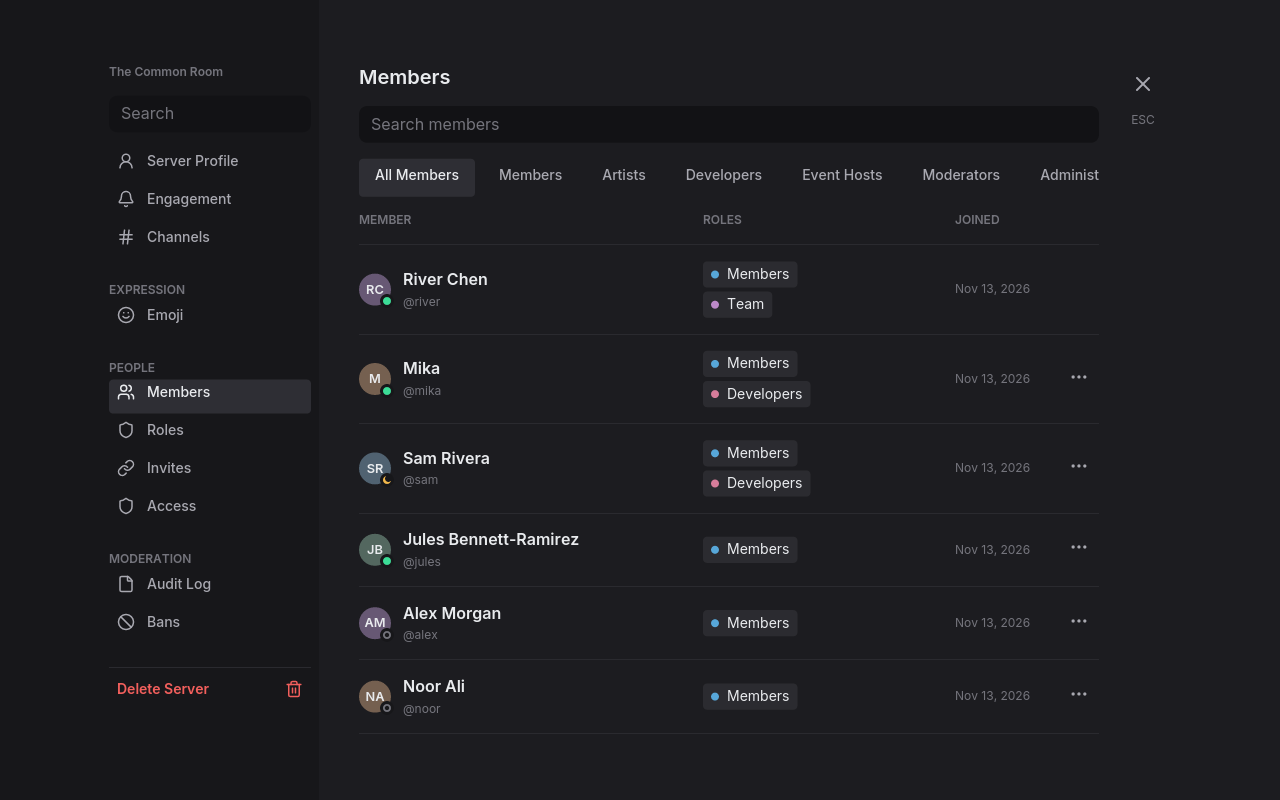 The Common Room
Search
Server Profile
Engagement
Channels
EXPRESSION
Emoji
PEOPLE
Members
Roles
Invites
Access
MODERATION
Audit Log
Bans
Delete Server
Members
ESC
Search members
All Members Members Artists Developers Event Hosts Moderators Administ
MEMBER ROLES JOINED
RC River Chen
@river
Members
Team
Nov 13, 2026
M Mika
@mika
Members
Developers
Nov 13, 2026
SR Sam Rivera
@sam
Members
Developers
Nov 13, 2026
JB Jules Bennett-Ramirez
@jules
Members
Nov 13, 2026
AM Alex Morgan
@alex
Members
Nov 13, 2026
NA Noor Ali
@noor
Members
Nov 13, 2026